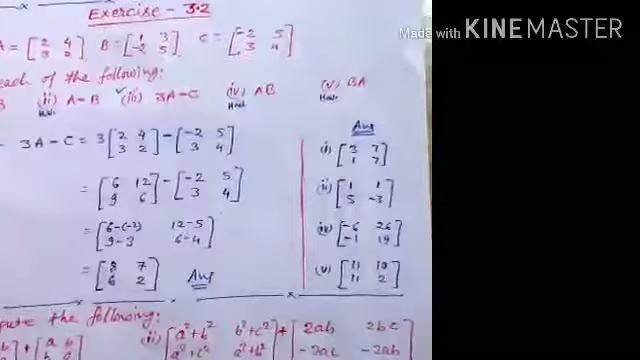 Exercise - 3.2
Made with KINEMASTER
A = [2 4 3 2], B = [1 3 -2 5], C = [-2 5 3 4]
each of the following:
(ii) A-B (iii) 3A-C (iv) AB (v) BA
3A-C = 3[2 4 3 2] - [-2 5 3 4]
= [6 12 9 6] - [-2 5 3 4]
= [6-(-2) 12-5 9-3 6-4]
= [8 7 6 2] Ans
Ans
(i) [3 7 1 7]
(ii) [1 1 5 -3]
(iv) [-6 26 -1 19]
(v) [11 10 11 2]
the following:
(ii) [a²+b² b²+c² a²+c² a²+b²] + [2ab 2bc -2ac -2ab]